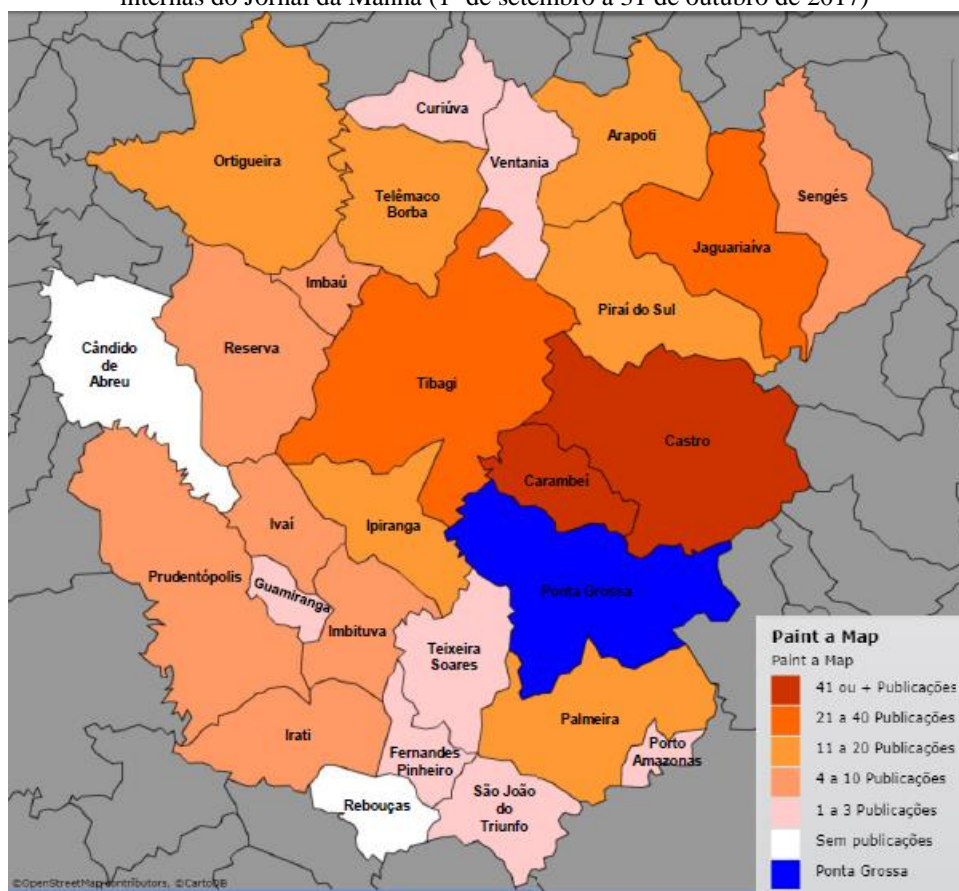 internas do Jornal da Manhã (1º de setembro a 31 de outubro de 2017)
Curiúva
Ortigueira
Ventania
Arapoti
Telêmaco
Borba
Sengés
Jaguariaíva
Imbaú
Piraí do Sul
Cândido
de
Abreu
Reserva
Tibagi
Castro
Carambeí
Ivaí
Ipiranga
Prudentópolis
Guamiranga
Ponta Grossa
Imbituva
Teixeira
Soares
Palmeira
Irati
Fernandes
Pinheiro
Porto
Amazonas
Rebouças
São João
do
Triunfo
Paint a Map
Paint a Map
41 ou + Publicações
21 a 40 Publicações
11 a 20 Publicações
4 a 10 Publicações
1 a 3 Publicações
Sem publicações
Ponta Grossa
©OpenStreetMap contributors, ©CartoDB